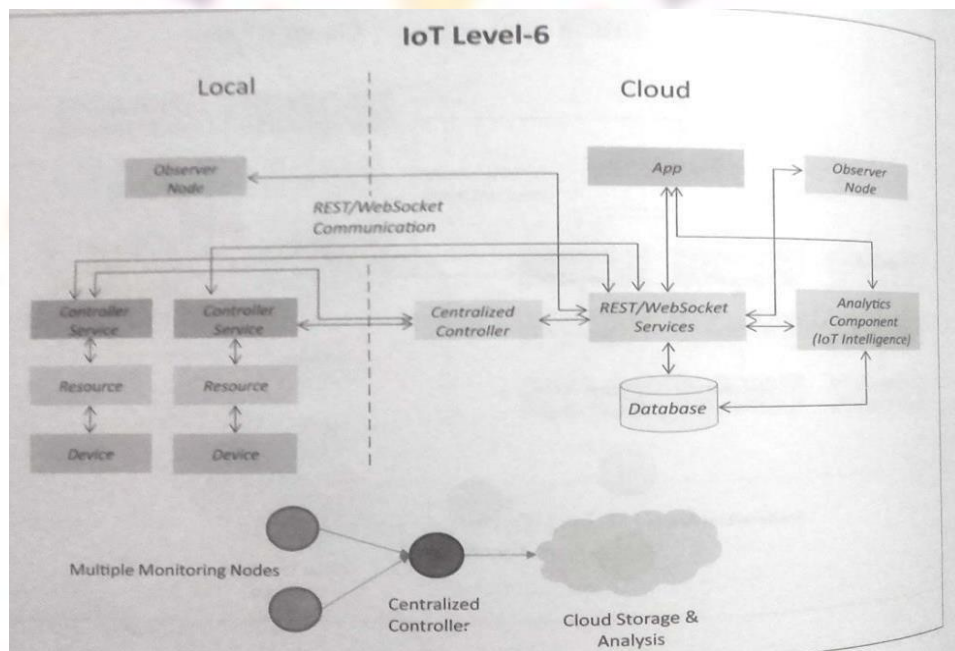 IoT Level-6
Local
Cloud
Observer
Node
App
Observer
Node
REST/WebSocket
Communication
Controller
Service
Controller
Service
Centralized
Controller
REST/WebSocket
Services
Analytics
Component
(IoT Intelligence)
Resource
Resource
Database
Device
Device
Multiple Monitoring Nodes
Centralized
Controller
Cloud Storage &
Analysis